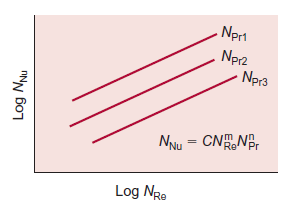 N_Pr1
N_Pr2
N_Pr3
Log N_Nu
N_Nu = CN_Re^m N_Pr^n
Log N_Re